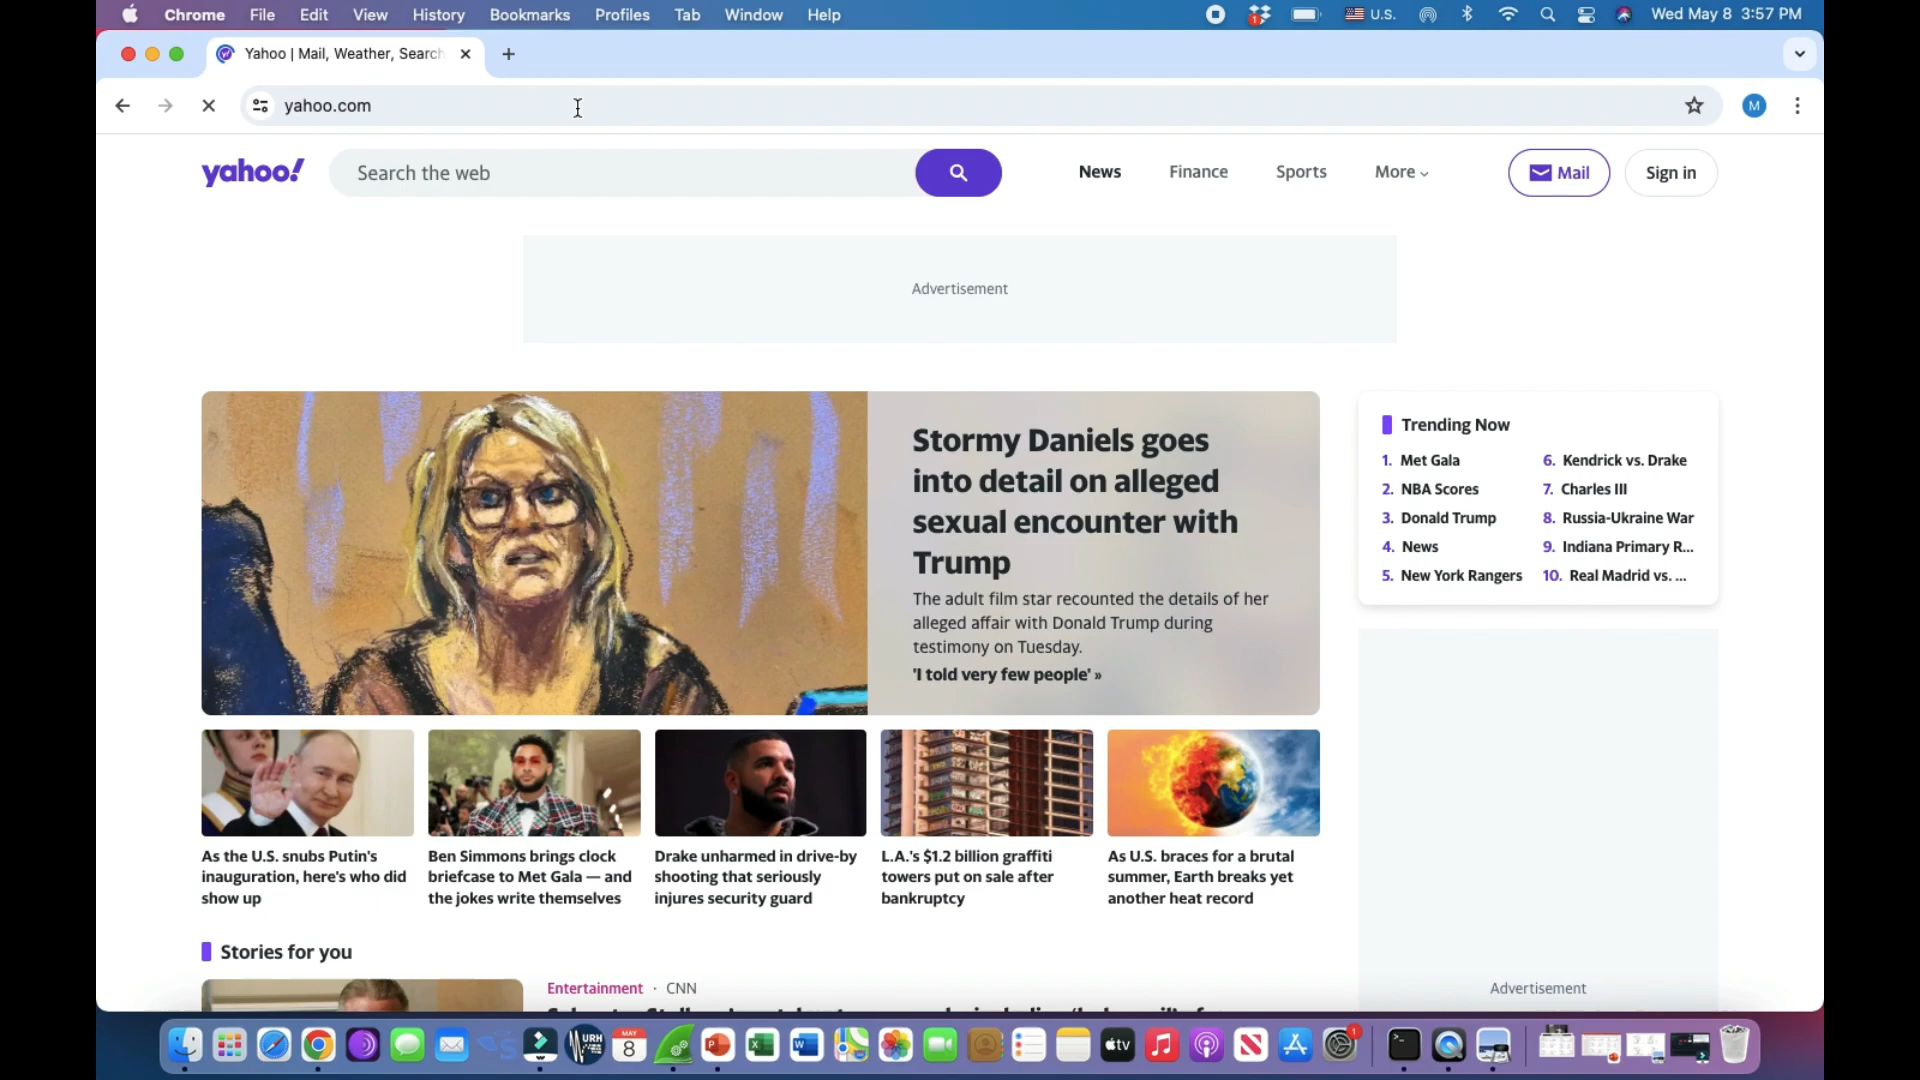 Chrome File Edit View History Bookmarks Profiles Tab Window Help
1 U.S. Wed May 8 3:57 PM
Yahoo | Mail, Weather, Search
yahoo.com
M
yahoo!
Search the web
News Finance Sports More
Mail
Sign in
Advertisement
Stormy Daniels goes
into detail on alleged
sexual encounter with
Trump
The adult film star recounted the details of her
alleged affair with Donald Trump during
testimony on Tuesday.
'I told very few people' »
Trending Now
1. Met Gala
2. NBA Scores
3. Donald Trump
4. News
5. New York Rangers
6. Kendrick vs. Drake
7. Charles III
8. Russia-Ukraine War
9. Indiana Primary R...
10. Real Madrid vs. ...
As the U.S. snubs Putin's
inauguration, here's who did
show up
Ben Simmons brings clock
briefcase to Met Gala — and
the jokes write themselves
Drake unharmed in drive-by
shooting that seriously
injures security guard
L.A.'s $1.2 billion graffiti
towers put on sale after
bankruptcy
As U.S. braces for a brutal
summer, Earth breaks yet
another heat record
Stories for you
Entertainment · CNN
Advertisement
URH
MAY
8
tv
1